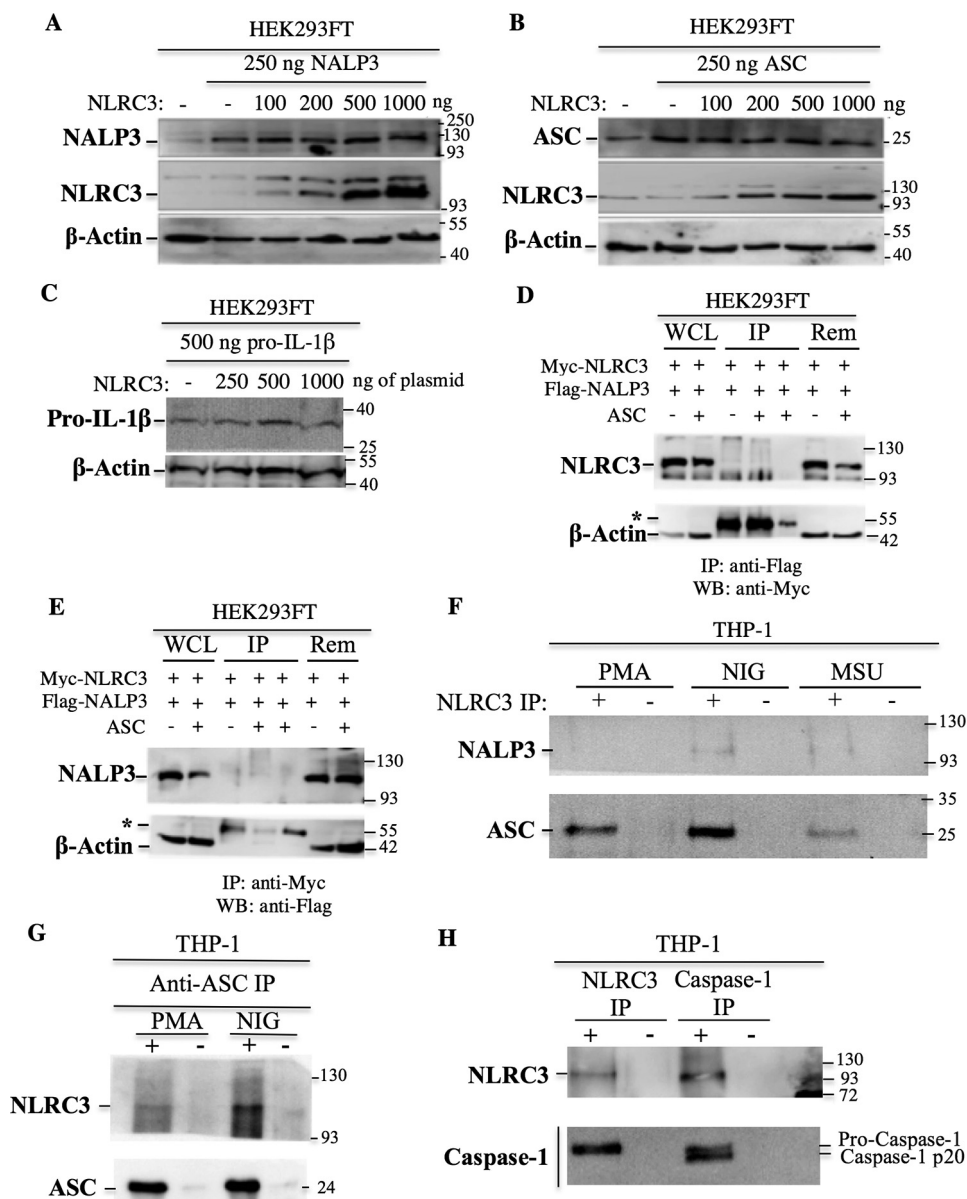 A
HEK293FT
250 ng NALP3
NLRC3: - - 100 200 500 1000 ng
NALP3
250
130
93
NLRC3
93
β-Actin
55
40
B
HEK293FT
250 ng ASC
NLRC3: - - 100 200 500 1000 ng
ASC
25
NLRC3
130
93
β-Actin
55
40
C
HEK293FT
500 ng pro-IL-1β
NLRC3: - 250 500 1000 ng of plasmid
Pro-IL-1β
40
25
β-Actin
55
40
D
HEK293FT
WCL IP Rem
Myc-NLRC3 + + + + + + +
Flag-NALP3 + + + + + + +
ASC - + - + + - +
NLRC3
130
93
*
β-Actin
55
42
IP: anti-Flag
WB: anti-Myc
E
HEK293FT
WCL IP Rem
Myc-NLRC3 + + + + + + +
Flag-NALP3 + + + + + + +
ASC - + - + + - +
NALP3
130
93
*
β-Actin
55
42
IP: anti-Myc
WB: anti-Flag
F
THP-1
PMA NIG MSU
NLRC3 IP: + - + - + -
NALP3
130
93
ASC
35
25
G
THP-1
Anti-ASC IP
PMA NIG
+ - + -
NLRC3
130
93
ASC
24
H
THP-1
NLRC3 Caspase-1
IP IP
+ - + -
NLRC3
130
93
72
Caspase-1
Pro-Caspase-1
Caspase-1 p20